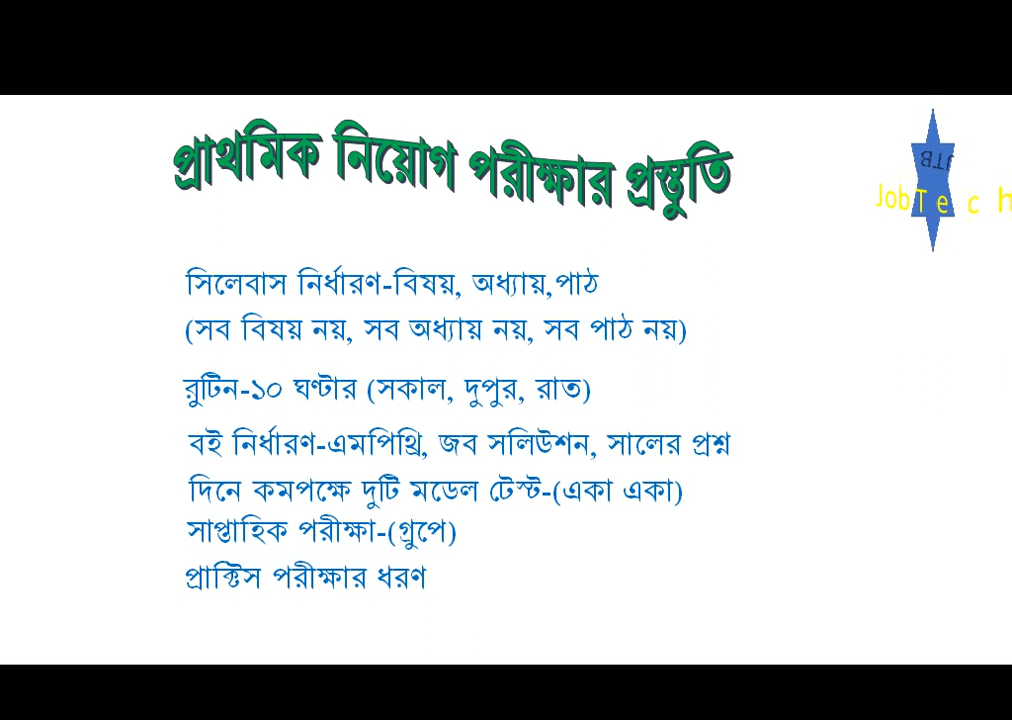 প্রাথমিক নিয়োগ পরীক্ষার প্রস্তুতি
JTB
JobTech
সিলেবাস নির্ধারণ-বিষয়, অধ্যায়,পাঠ
(সব বিষয় নয়, সব অধ্যায় নয়, সব পাঠ নয়)
রুটিন-১০ ঘণ্টার (সকাল, দুপুর, রাত)
বই নির্ধারণ-এমপিথ্রি, জব সলিউশন, সালের প্রশ্ন
দিনে কমপক্ষে দুটি মডেল টেস্ট-(একা একা)
সাপ্তাহিক পরীক্ষা-(গ্রুপে)
প্রাক্টিস পরীক্ষার ধরণ